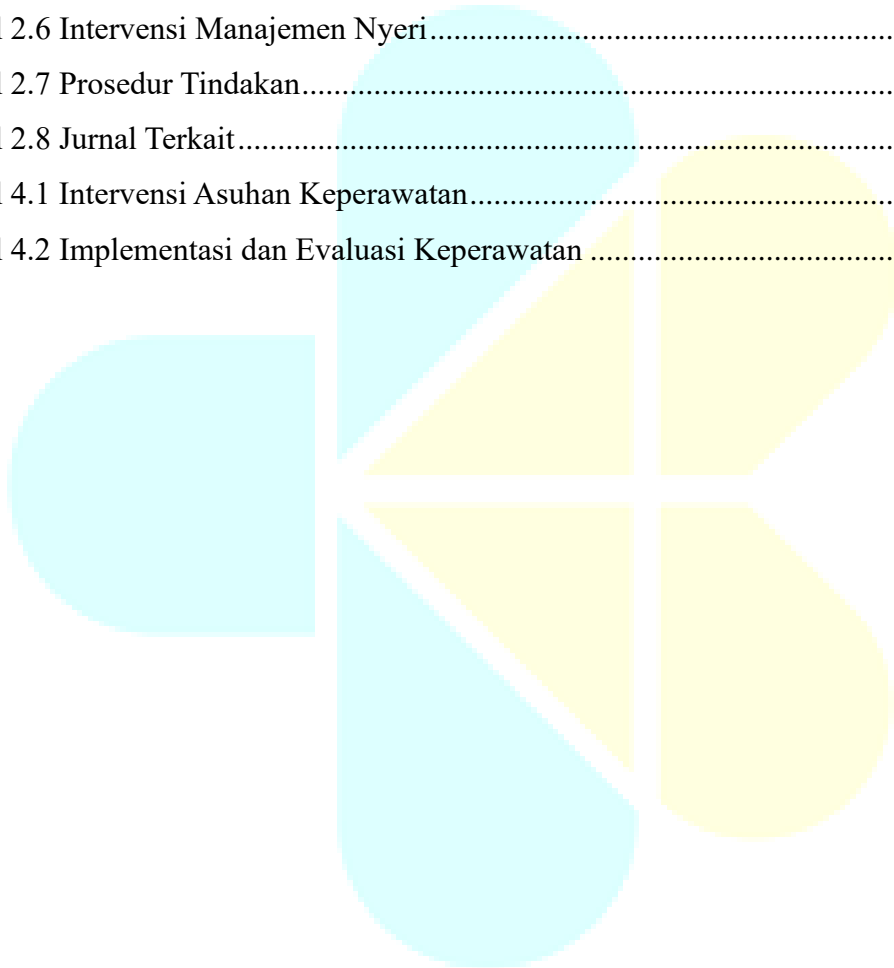 l 2.6 Intervensi Manajemen Nyeri........................................................
l 2.7 Prosedur Tindakan........................................................................
l 2.8 Jurnal Terkait................................................................................
l 4.1 Intervensi Asuhan Keperawatan...................................................
l 4.2 Implementasi dan Evaluasi Keperawatan ....................................